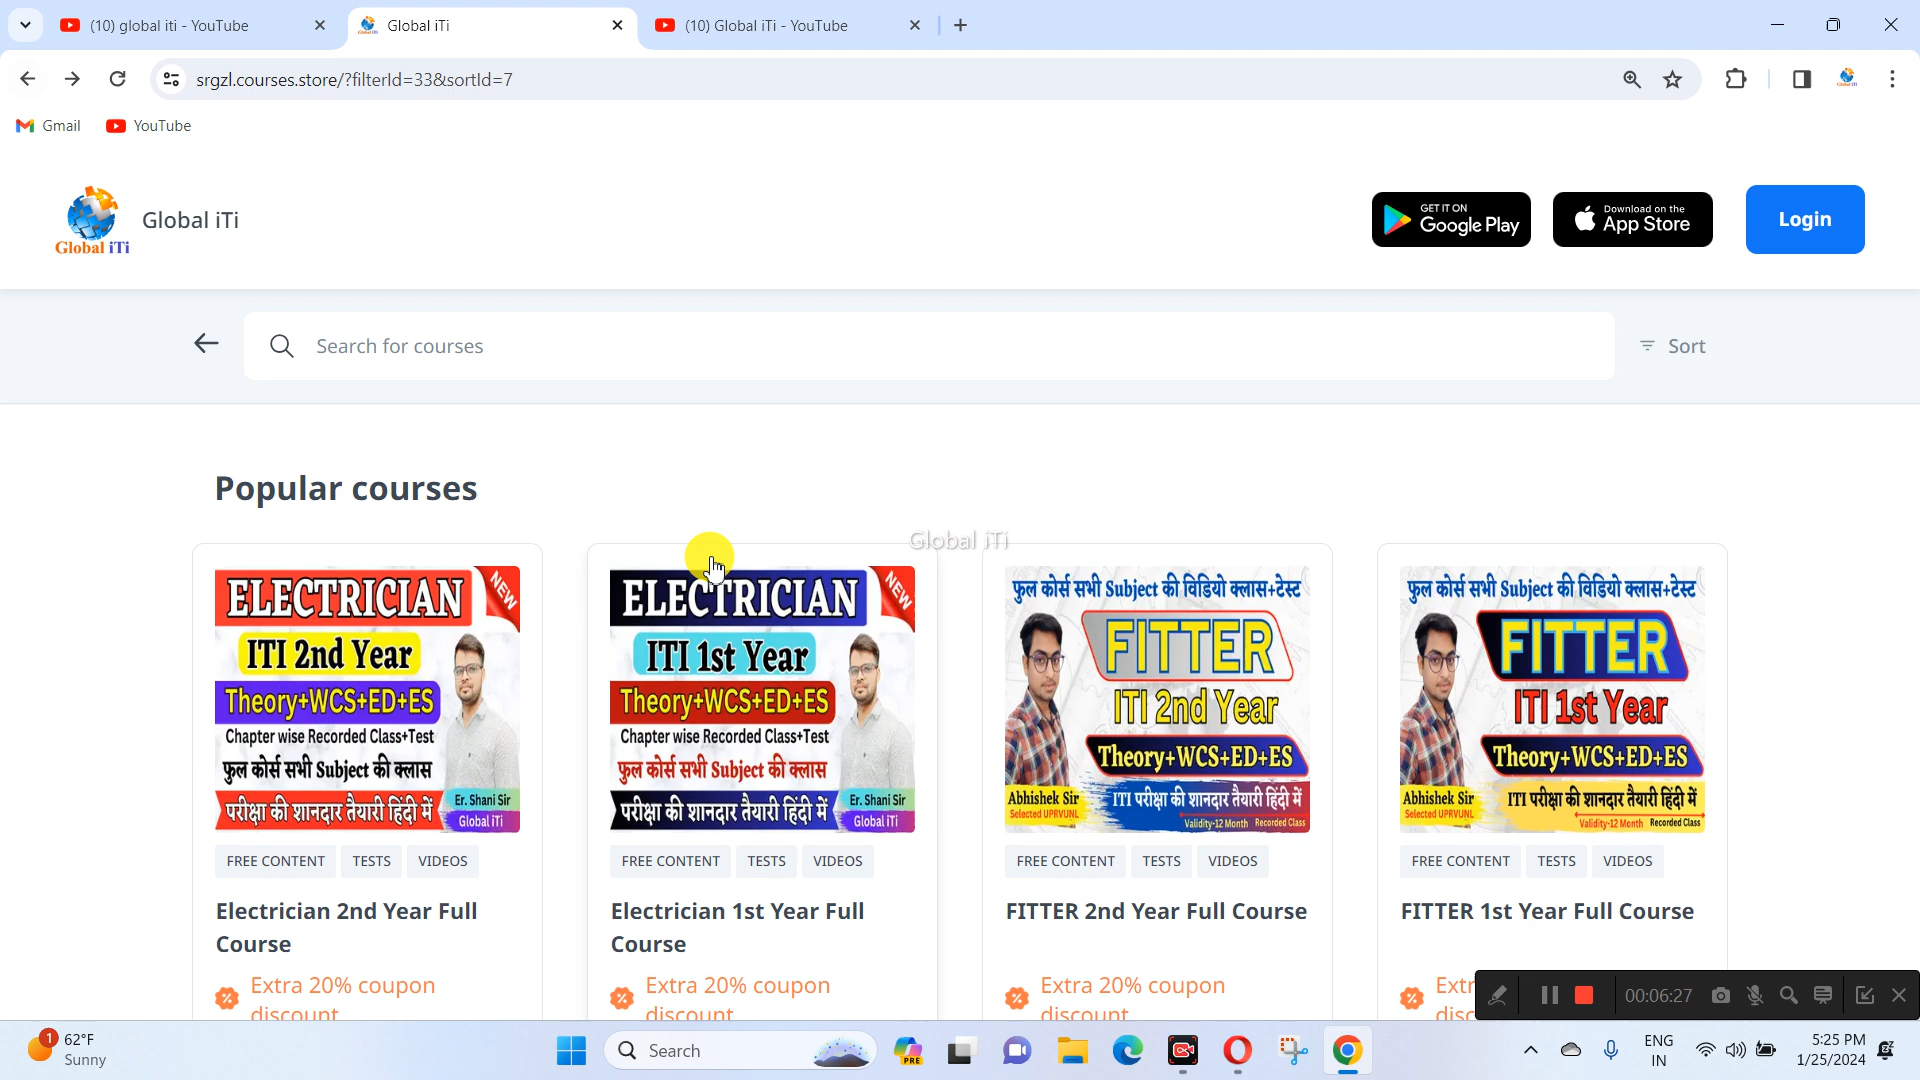 (10) global iti - YouTube
Global iTi
(10) Global iTi - YouTube
srgzl.courses.store/?filterId=33&sortId=7
Gmail
YouTube
Global iTi
Global iTi
GET IT ON
Google Play
Download on the
App Store
Login
Search for courses
Sort
Popular courses
Global iTi
ELECTRICIAN
NEW
ITI 2nd Year
Theory+WCS+ED+ES
Chapter wise Recorded Class+Test
फुल कोर्स सभी Subject की क्लास
परीक्षा की शानदार तैयारी हिंदी में
Er. Shani Sir
Global iTi
FREE CONTENT
TESTS
VIDEOS
Electrician 2nd Year Full
Course
Extra 20% coupon
discount
ELECTRICIAN
NEW
ITI 1st Year
Theory+WCS+ED+ES
Chapter wise Recorded Class+Test
फुल कोर्स सभी Subject की क्लास
परीक्षा की शानदार तैयारी हिंदी में
Er. Shani Sir
Global iTi
FREE CONTENT
TESTS
VIDEOS
Electrician 1st Year Full
Course
Extra 20% coupon
discount
फुल कोर्स सभी Subject की विडियो क्लास+टेस्ट
FITTER
ITI 2nd Year
Theory+WCS+ED+ES
Abhishek Sir
Selected UPRVUNL
ITI परीक्षा की शानदार तैयारी हिंदी में
Validity-12 Month
Recorded Class
FREE CONTENT
TESTS
VIDEOS
FITTER 2nd Year Full Course
Extra 20% coupon
discount
फुल कोर्स सभी Subject की विडियो क्लास+टेस्ट
FITTER
ITI 1st Year
Theory+WCS+ED+ES
Abhishek Sir
Selected UPRVUNL
ITI परीक्षा की शानदार तैयारी हिंदी में
Validity-12 Month
Recorded Class
FREE CONTENT
TESTS
VIDEOS
FITTER 1st Year Full Course
Extr
disc
00:06:27
1
62°F
Sunny
Search
PRE
ENG
IN
5:25 PM
1/25/2024